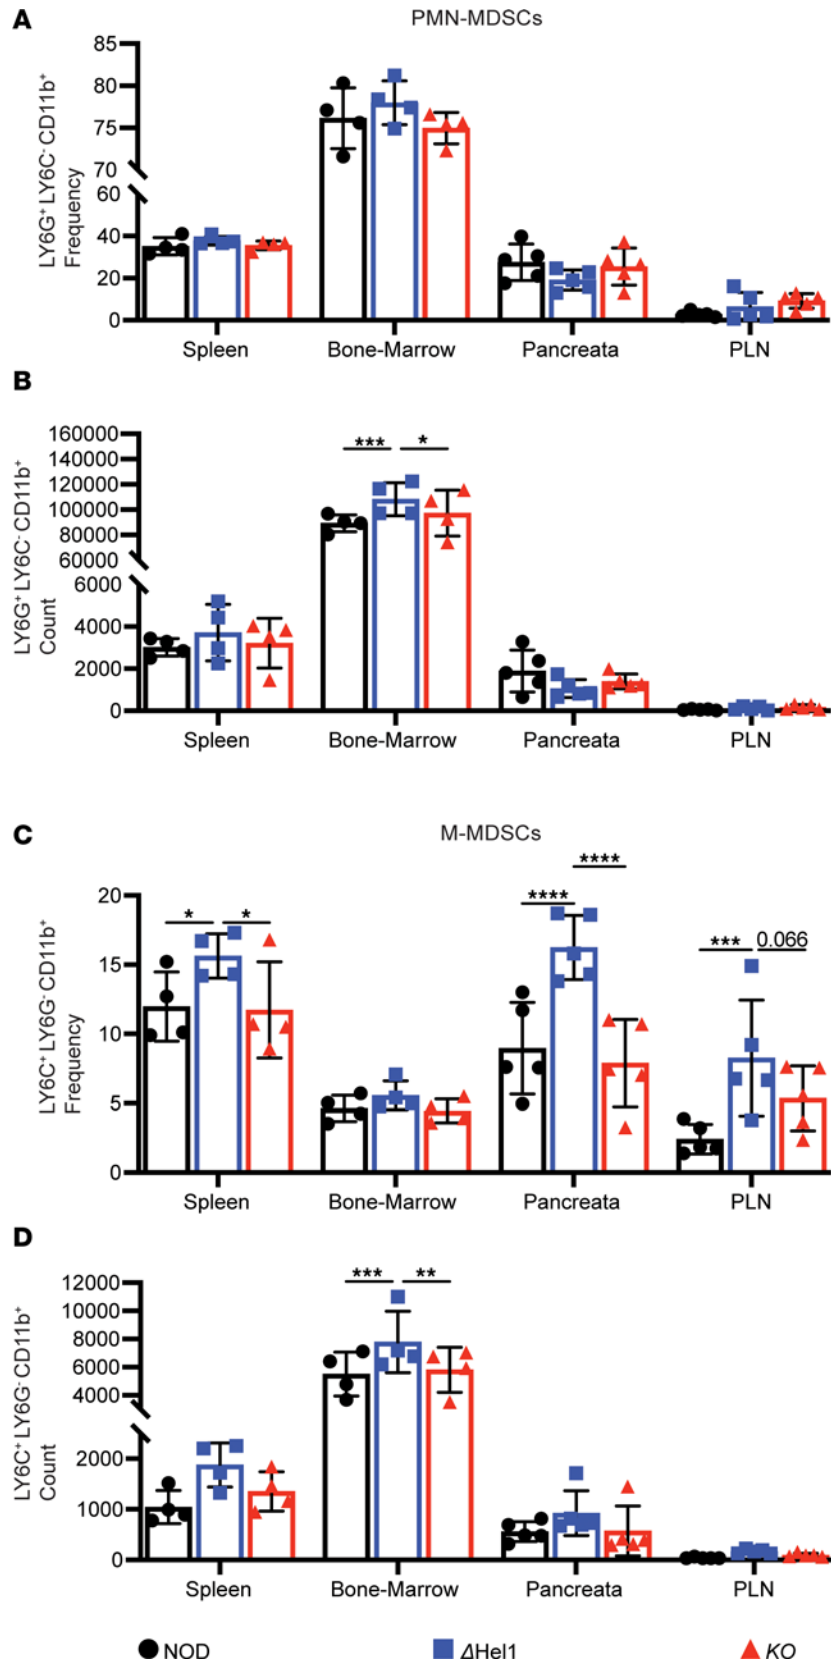 A PMN-MDSCs
LY6G⁺ LY6C⁻ CD11b⁺
Frequency
85
80
75
70
60
40
20
0
Spleen Bone-Marrow Pancreata PLN
B
LY6G⁺ LY6C⁻ CD11b⁺
Count
160000
140000
120000
100000
80000
60000
6000
4000
2000
0
*** *
Spleen Bone-Marrow Pancreata PLN
C M-MDSCs
LY6C⁺ LY6G⁻ CD11b⁺
Frequency
20
15
10
5
0
* * **** **** *** 0.066
Spleen Bone-Marrow Pancreata PLN
D
LY6C⁺ LY6G⁻ CD11b⁺
Count
12000
10000
8000
6000
4000
2000
1000
0
*** **
Spleen Bone-Marrow Pancreata PLN
NOD ΔHel1 KO